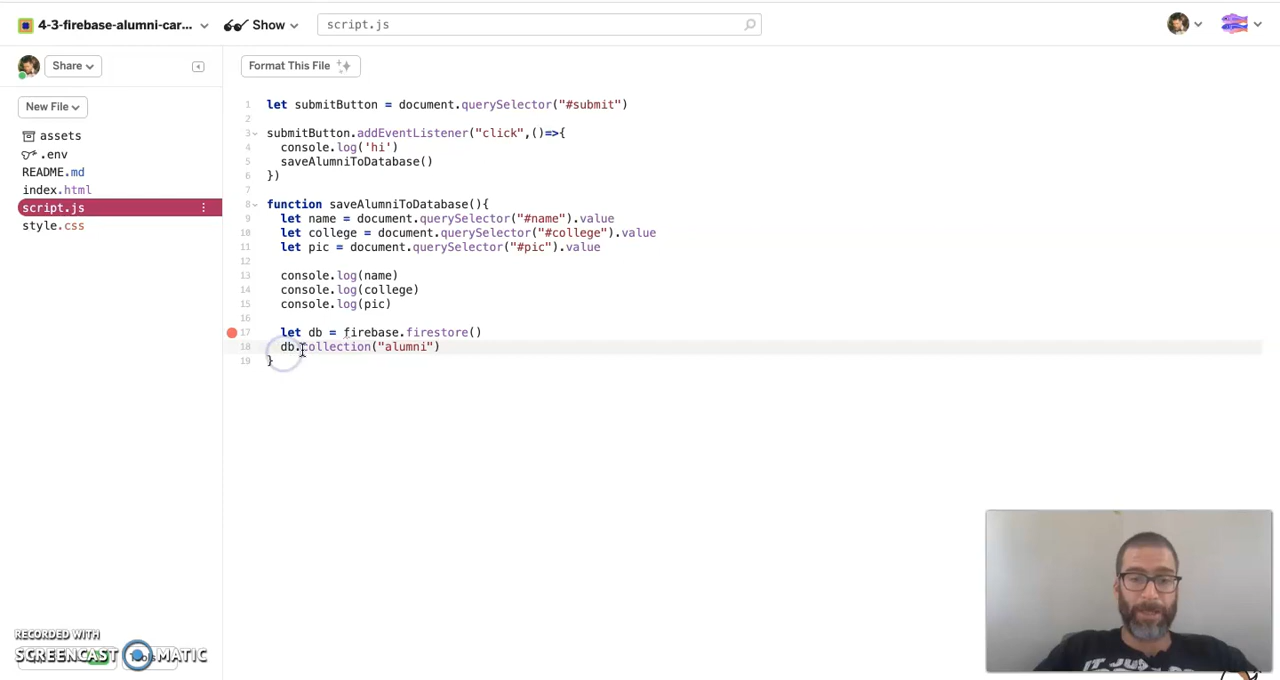 4-3-firebase-alumni-car...
Show
script.js
Share
Format This File
New File
assets
.env
README.md
index.html
script.js
style.css
1 let submitButton = document.querySelector("#submit")
2
3 submitButton.addEventListener("click",()=>{
4 console.log('hi')
5 saveAlumniToDatabase()
6 })
7
8 function saveAlumniToDatabase(){
9 let name = document.querySelector("#name").value
10 let college = document.querySelector("#college").value
11 let pic = document.querySelector("#pic").value
12
13 console.log(name)
14 console.log(college)
15 console.log(pic)
16
17 let db = firebase.firestore()
18 db.collection("alumni")
19 }
RECORDED WITH
SCREENCAST MATIC
IT JUST